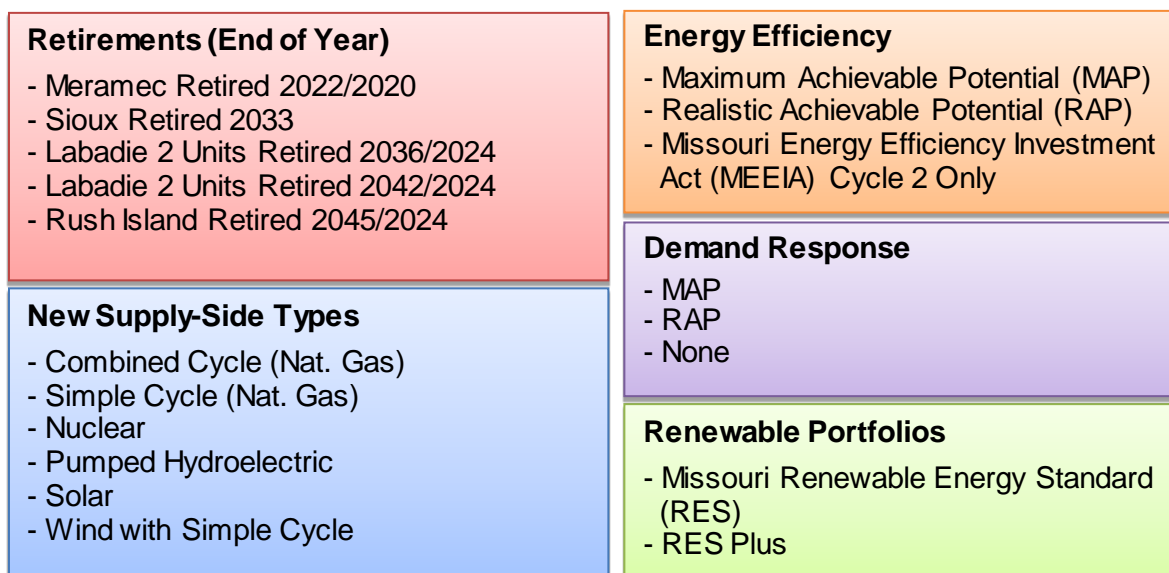 Retirements (End of Year)
- Meramec Retired 2022/2020
- Sioux Retired 2033
- Labadie 2 Units Retired 2036/2024
- Labadie 2 Units Retired 2042/2024
- Rush Island Retired 2045/2024
New Supply-Side Types
- Combined Cycle (Nat. Gas)
- Simple Cycle (Nat. Gas)
- Nuclear
- Pumped Hydroelectric
- Solar
- Wind with Simple Cycle
Energy Efficiency
- Maximum Achievable Potential (MAP)
- Realistic Achievable Potential (RAP)
- Missouri Energy Efficiency Investment
Act (MEEIA) Cycle 2 Only
Demand Response
- MAP
- RAP
- None
Renewable Portfolios
- Missouri Renewable Energy Standard
(RES)
- RES Plus